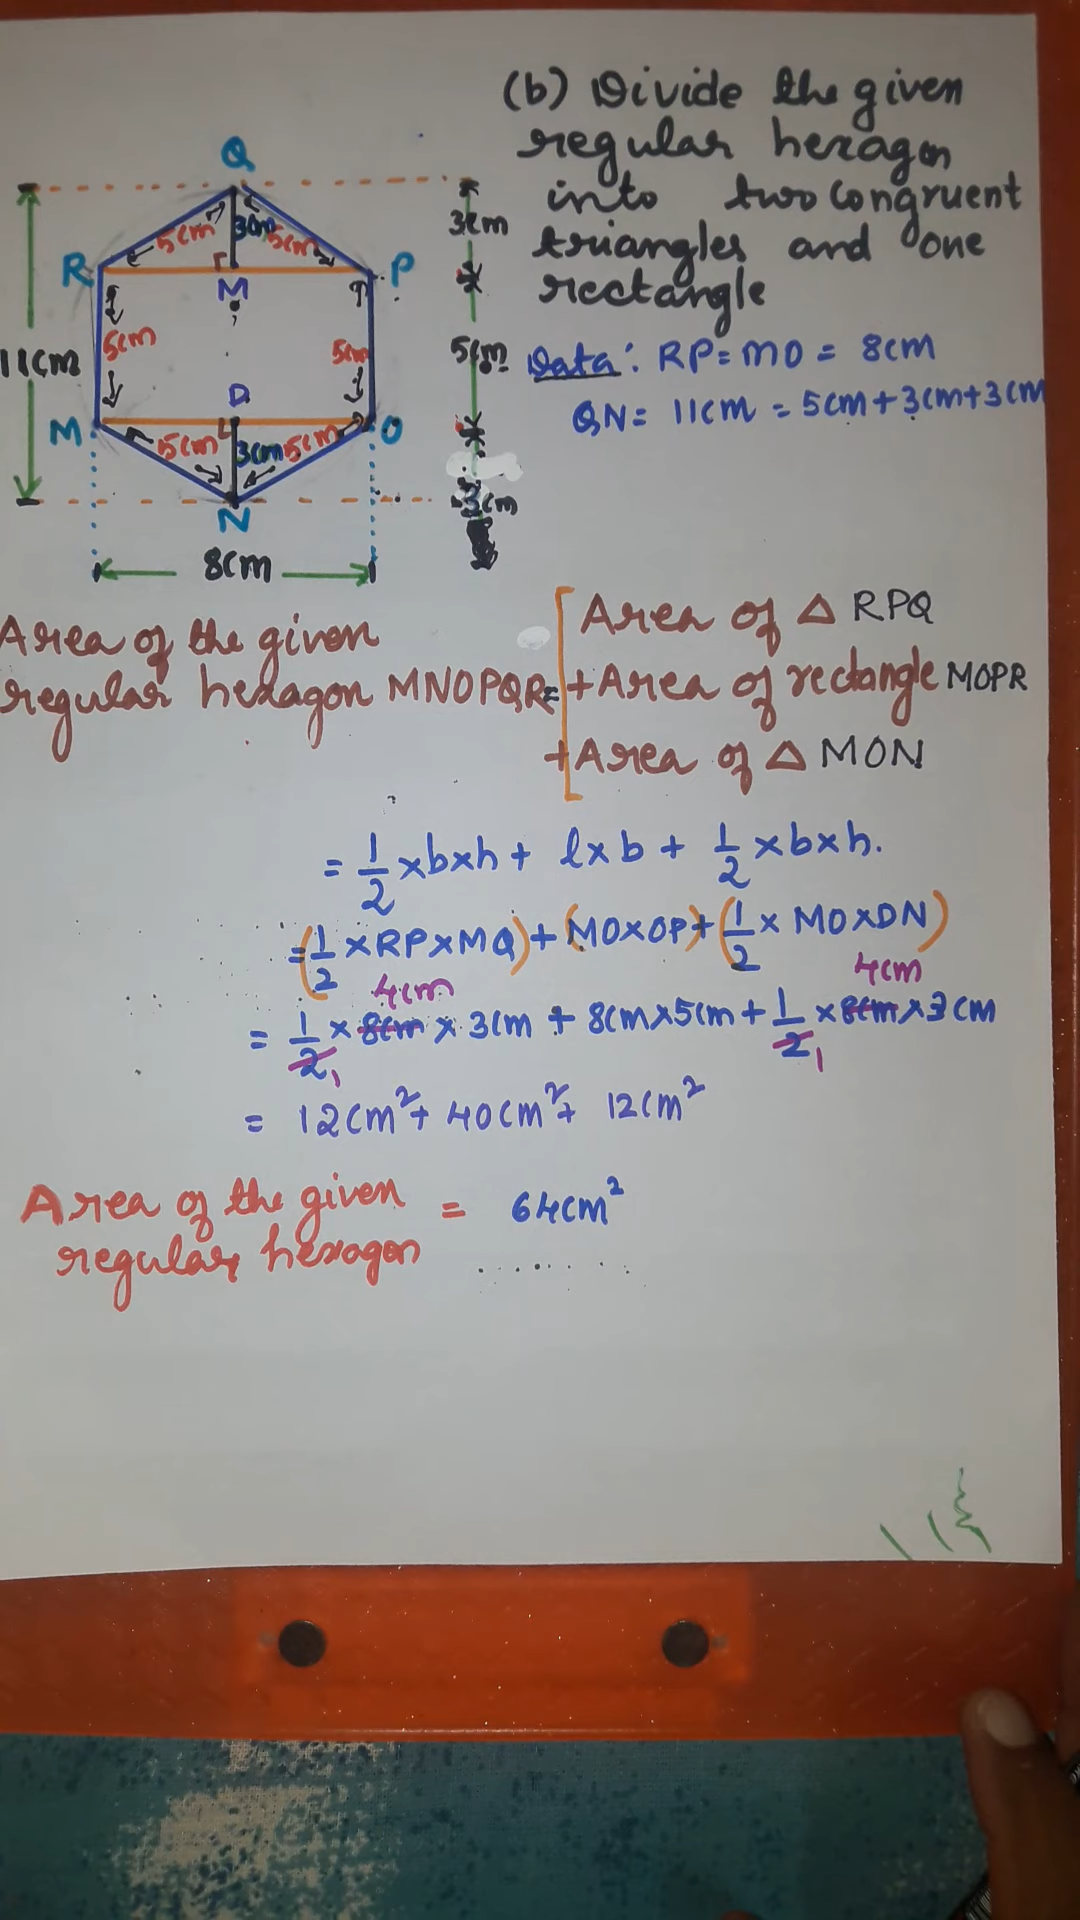 (b) Divide the given
regular hexagon
into two congruent
triangles and one
rectangle
Data: RP = MO = 8cm
QN = 11cm = 5cm + 3cm + 3cm
Q
5cm 3cm 5cm
R P
M
11cm
5cm 5cm
D
M O
5cm 3cm 5cm
N
8cm
3cm
5cm
3cm
Area of the given
regular hexagon MNOPQR =
Area of △ RPQ
+ Area of rectangle MOPR
+ Area of △ MON
= 1/2 × b × h + l × b + 1/2 × b × h.
= (1/2 × RP × MQ) + (MO × OP) + (1/2 × MO × DN)
4cm 4cm
= 1/2 × 8cm × 3cm + 8cm × 5cm + 1/2 × 8cm × 3cm
1 1
= 12cm² + 40cm² + 12cm²
Area of the given = 64cm²
regular hexagon